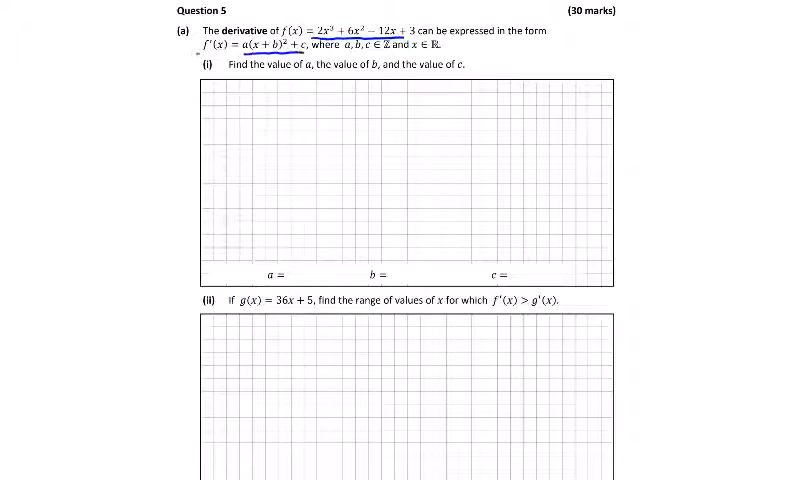 Question 5 (30 marks)
(a) The derivative of f(x) = 2x³ + 6x² − 12x + 3 can be expressed in the form
f′(x) = a(x + b)² + c, where a, b, c ∈ ℤ and x ∈ ℝ.
(i) Find the value of a, the value of b, and the value of c.
a = b = c =
(ii) If g(x) = 36x + 5, find the range of values of x for which f′(x) > g′(x).